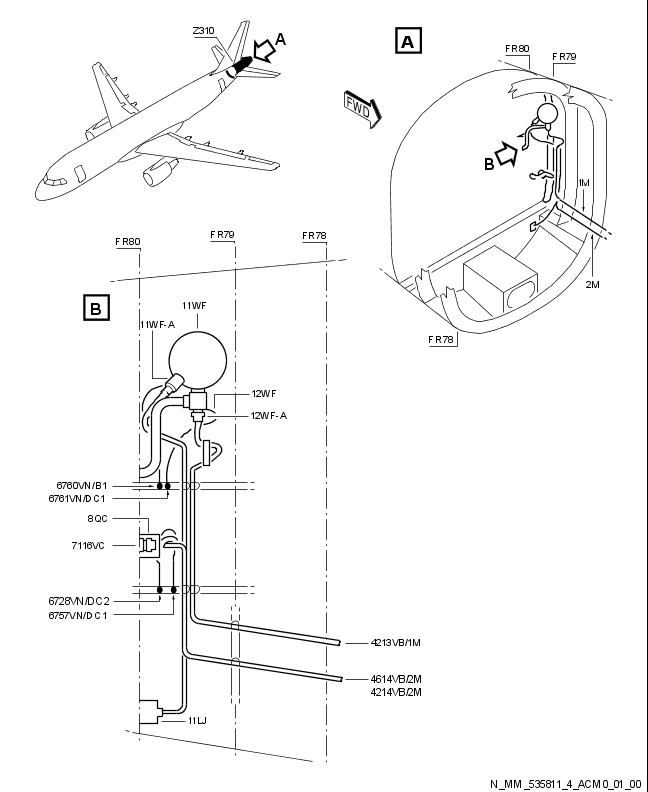 Z310
A
A
FR80
FR79
FWD
B
1M
2M
FR78
FR80
FR79
FR78
B
11WF
11WF-A
12WF
12WF-A
6760VN/B1
6761VN/DC1
8QC
7116VC
6728VN/DC2
6757VN/DC1
4213VB/1M
4614VB/2M
4214VB/2M
11LJ
N_MM_535811_4_ACM0_01_00